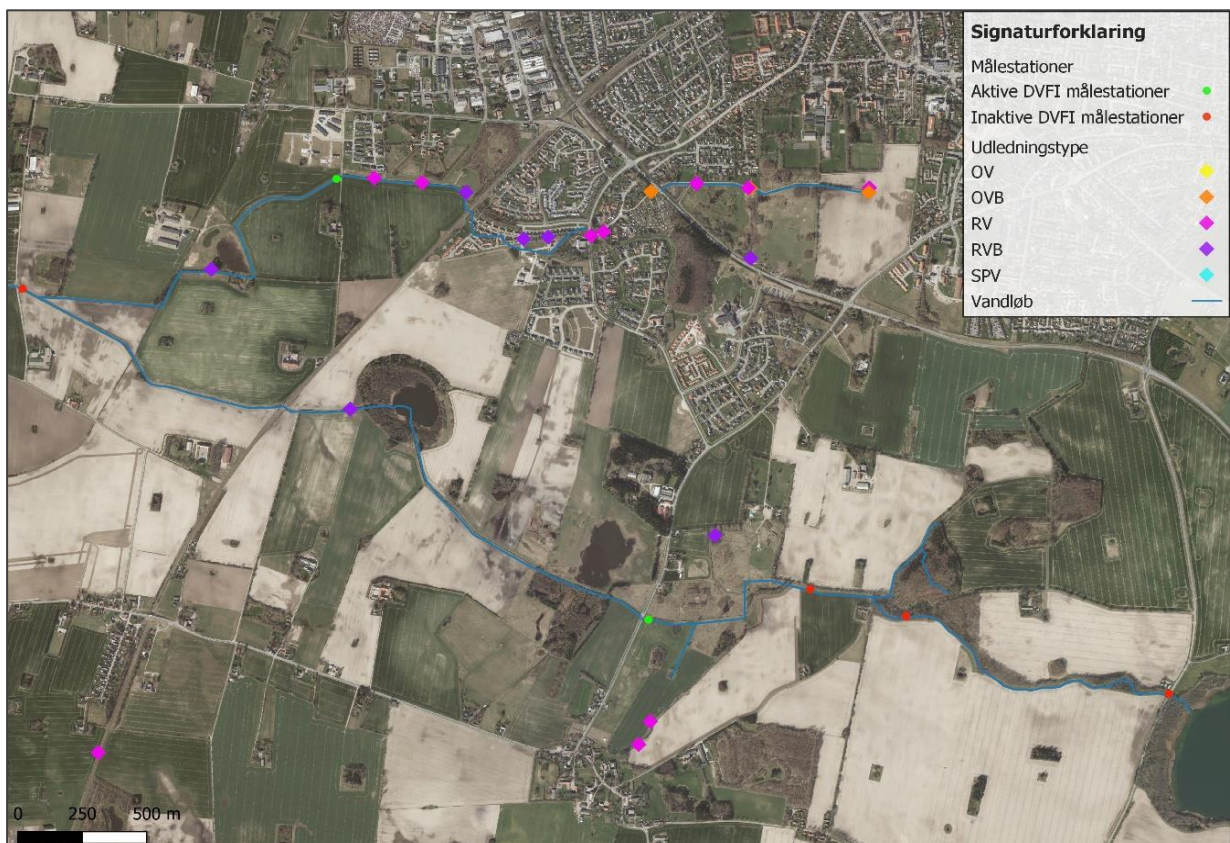 Signaturforklaring
Målestationer
Aktive DVFI målestationer
Inaktive DVFI målestationer
Udledningstype
OV
OVB
RV
RVB
SPV
Vandløb
0 250 500 m